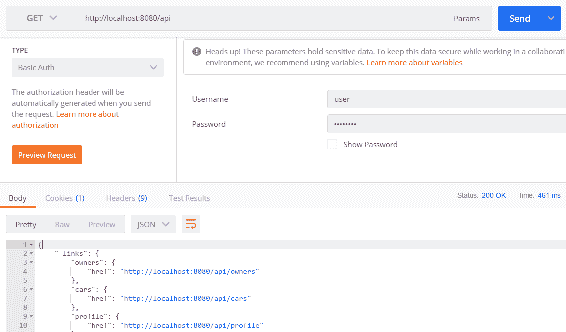 GET http://localhost:8080/api Params Send
TYPE
Basic Auth
The authorization header will be
automatically generated when you send
the request. Learn more about
authorization
Preview Request
Heads up! These parameters hold sensitive data. To keep this data secure while working in a collaborati
environment, we recommend using variables. Learn more about variables
Username user
Password ••••••••
Show Password
Body Cookies (1) Headers (9) Test Results Status: 200 OK Time: 461 ms
Pretty Raw Preview JSON
1 {
2 "_links": {
3 "owners": {
4 "href": "http://localhost:8080/api/owners"
5 },
6 "cars": {
7 "href": "http://localhost:8080/api/cars"
8 },
9 "profile": {
10 "href": "http://localhost:8080/api/profile"